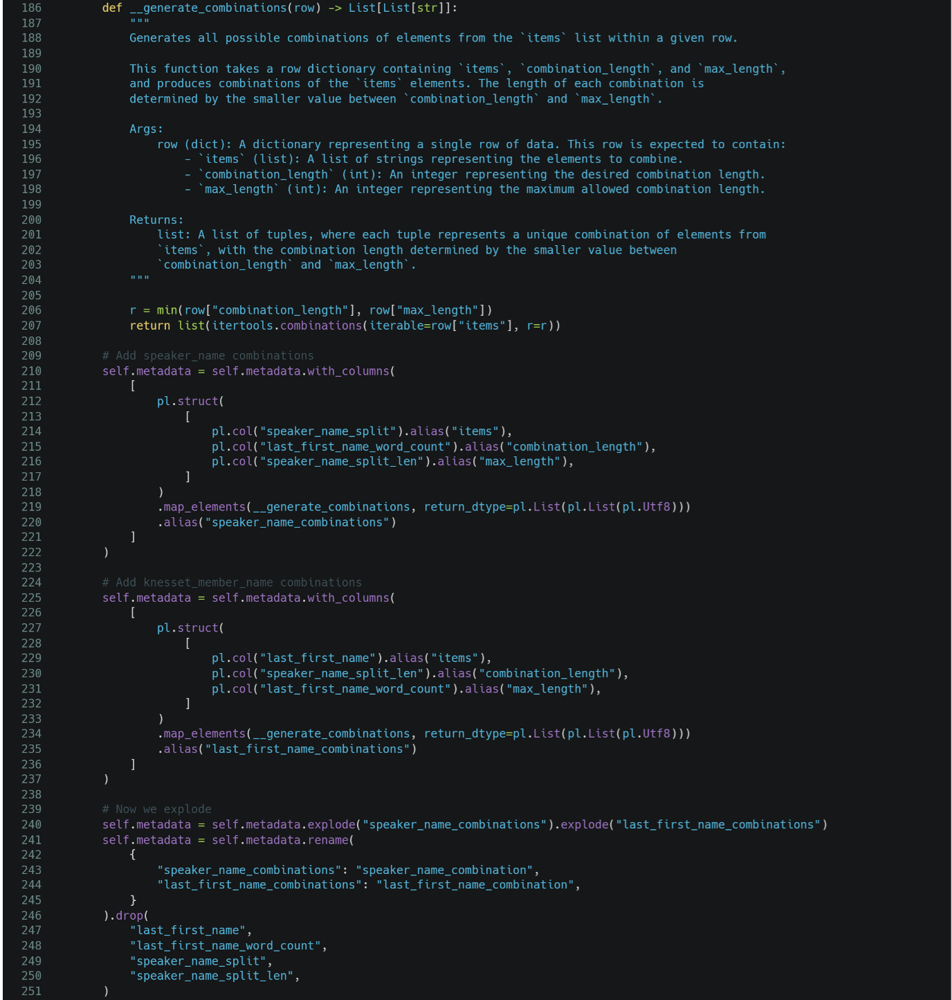 186 def __generate_combinations(row) -> List[List[str]]:
187 """
188 Generates all possible combinations of elements from the `items` list within a given row.
189
190 This function takes a row dictionary containing `items`, `combination_length`, and `max_length`,
191 and produces combinations of the `items` elements. The length of each combination is
192 determined by the smaller value between `combination_length` and `max_length`.
193
194 Args:
195 row (dict): A dictionary representing a single row of data. This row is expected to contain:
196 - `items` (list): A list of strings representing the elements to combine.
197 - `combination_length` (int): An integer representing the desired combination length.
198 - `max_length` (int): An integer representing the maximum allowed combination length.
199
200 Returns:
201 list: A list of tuples, where each tuple represents a unique combination of elements from
202 `items`, with the combination length determined by the smaller value between
203 `combination_length` and `max_length`.
204 """
205
206 r = min(row["combination_length"], row["max_length"])
207 return list(itertools.combinations(iterable=row["items"], r=r))
208
209 # Add speaker_name combinations
210 self.metadata = self.metadata.with_columns(
211 [
212 pl.struct(
213 [
214 pl.col("speaker_name_split").alias("items"),
215 pl.col("last_first_name_word_count").alias("combination_length"),
216 pl.col("speaker_name_split_len").alias("max_length"),
217 ]
218 )
219 .map_elements(__generate_combinations, return_dtype=pl.List(pl.List(pl.Utf8)))
220 .alias("speaker_name_combinations")
221 ]
222 )
223
224 # Add knesset_member_name combinations
225 self.metadata = self.metadata.with_columns(
226 [
227 pl.struct(
228 [
229 pl.col("last_first_name").alias("items"),
230 pl.col("speaker_name_split_len").alias("combination_length"),
231 pl.col("last_first_name_word_count").alias("max_length"),
232 ]
233 )
234 .map_elements(__generate_combinations, return_dtype=pl.List(pl.List(pl.Utf8)))
235 .alias("last_first_name_combinations")
236 ]
237 )
238
239 # Now we explode
240 self.metadata = self.metadata.explode("speaker_name_combinations").explode("last_first_name_combinations")
241 self.metadata = self.metadata.rename(
242 {
243 "speaker_name_combinations": "speaker_name_combination",
244 "last_first_name_combinations": "last_first_name_combination",
245 }
246 ).drop(
247 "last_first_name",
248 "last_first_name_word_count",
249 "speaker_name_split",
250 "speaker_name_split_len",
251 )